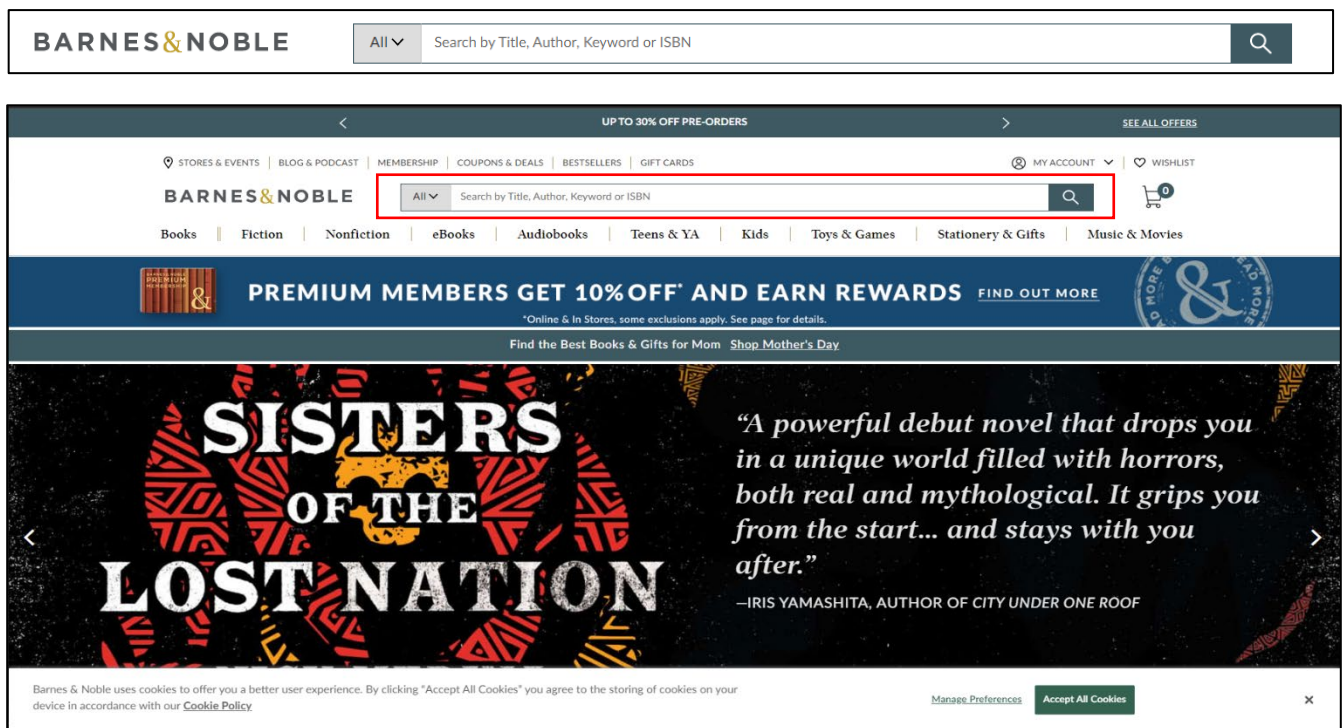 BARNES&NOBLE All Search by Title, Author, Keyword or ISBN
UP TO 30% OFF PRE-ORDERS SEE ALL OFFERS
STORES & EVENTS BLOG & PODCAST MEMBERSHIP COUPONS & DEALS BESTSELLERS GIFT CARDS MY ACCOUNT WISHLIST
BARNES&NOBLE All Search by Title, Author, Keyword or ISBN 0
Books Fiction Nonfiction eBooks Audiobooks Teens & YA Kids Toys & Games Stationery & Gifts Music & Movies
PREMIUM
MEMBERSHIP
&
PREMIUM MEMBERS GET 10% OFF* AND EARN REWARDS FIND OUT MORE
*Online & In Stores, some exclusions apply. See page for details.
&
Find the Best Books & Gifts for Mom Shop Mother's Day
SISTERS
OF THE
LOST NATION
“A powerful debut novel that drops you
in a unique world filled with horrors,
both real and mythological. It grips you
from the start... and stays with you
after.”
—IRIS YAMASHITA, AUTHOR OF CITY UNDER ONE ROOF
Barnes & Noble uses cookies to offer you a better user experience. By clicking "Accept All Cookies" you agree to the storing of cookies on your
device in accordance with our Cookie Policy
Manage Preferences Accept All Cookies